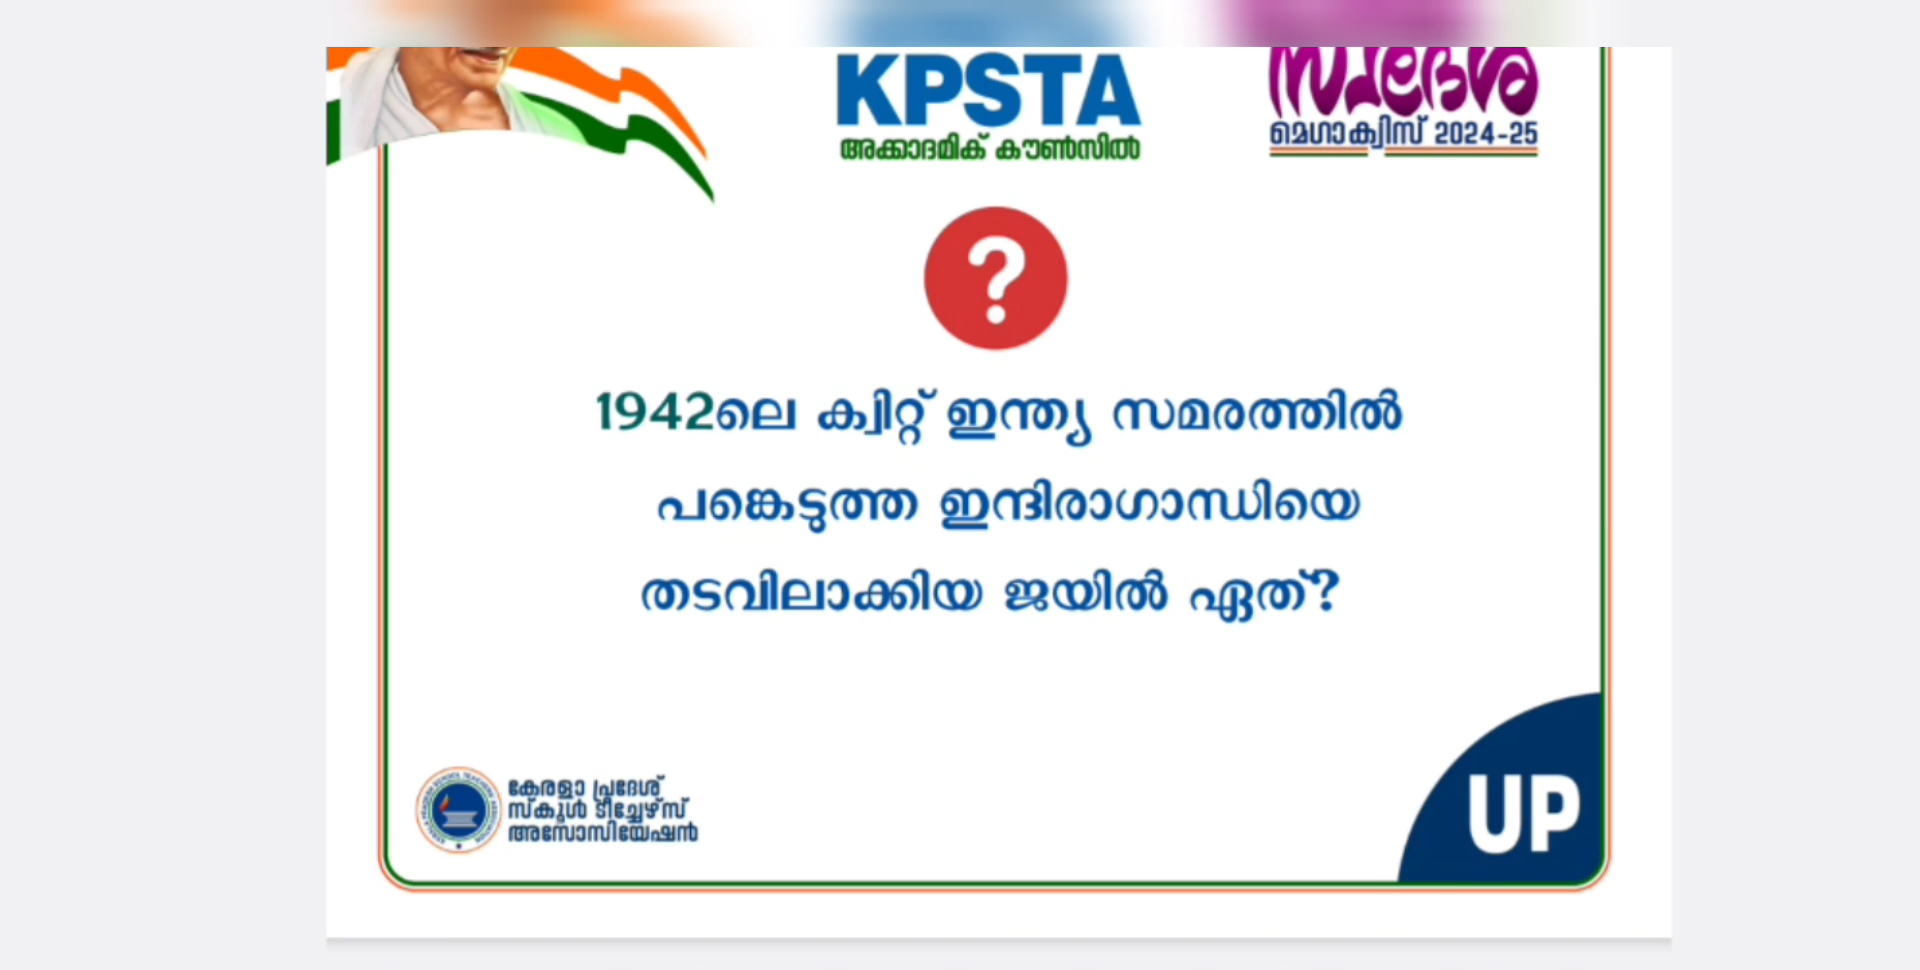 KPSTA
അക്കാദമിക് കൗൺസിൽ
സ്വദേശ്
മെഗാക്വിസ് 2024-25
?
1942ലെ ക്വിറ്റ് ഇന്ത്യ സമരത്തിൽ
പങ്കെടുത്ത ഇന്ദിരാഗാന്ധിയെ
തടവിലാക്കിയ ജയിൽ ഏത്?
കേരളാ പ്രദേശ്
സ്കൂൾ ടീച്ചേഴ്സ്
അസോസിയേഷൻ
UP